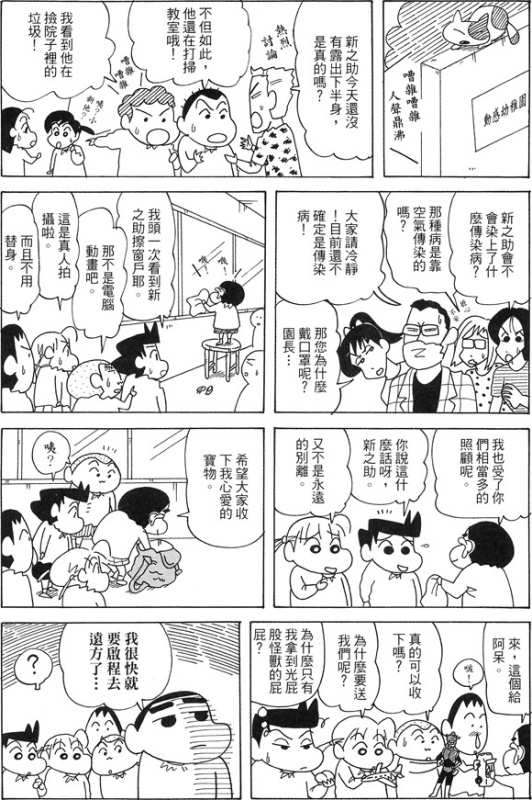 動感幼稚園
嘈雜嘈雜
人聲鼎沸
新之助今天還沒
有露出下半身,
是真的嗎?
熱烈
討論
不但如此,
他還在打掃
教室哦!
嘈雜
嘈雜
我看到他在
撿院子裡的
垃圾!
新之助會不
會染上了什
麼傳染病?
那種病是靠
空氣傳染的
嗎?
大家請冷靜
!目前還不
確定是傳染
病!
那您為什麼
戴口罩呢?
園長…
我頭一次看到新
之助擦窗戶耶。
那不是電腦
動畫吧。
這是真人拍
攝啦。
而且不用
替身。
我也受了你
們相當多的
照顧呢。
你說這什
麼話呀,
新之助。
又不是永遠
的別離。
希望大家收
下我心愛的
寶物。
咦?
來,這個給
阿呆。
咦!
真的可以收
下嗎?
為什麼要送
我們呢?
為什麼只有
我拿到光屁
股怪獸的屁
屁?
我很快就
要啟程去
遠方了…
?